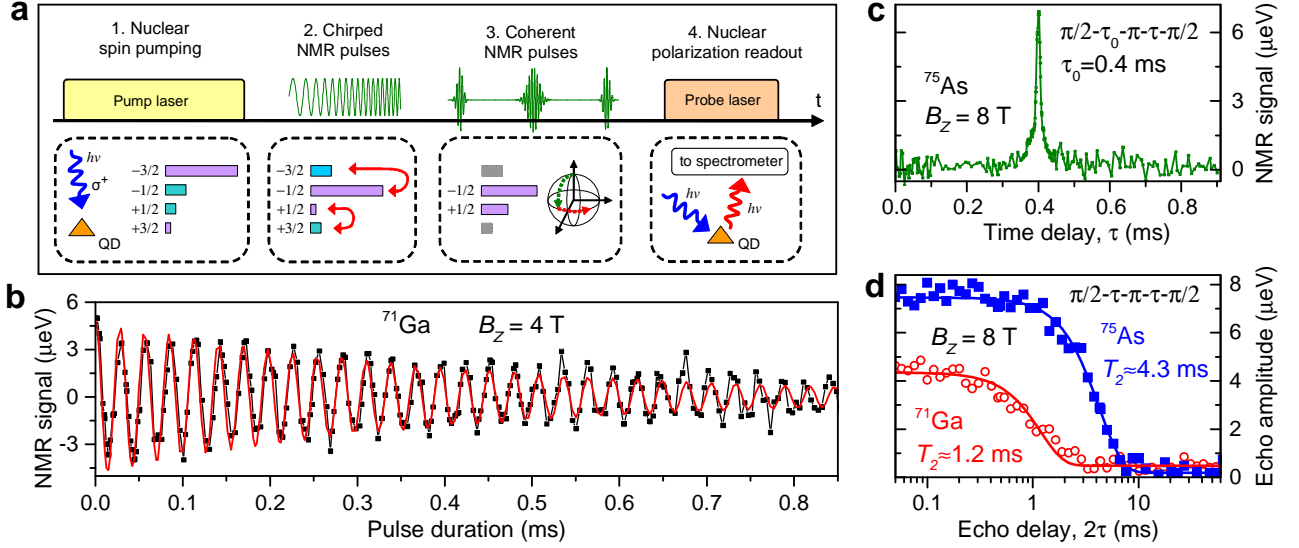 a
1. Nuclear
spin pumping
2. Chirped
NMR pulses
3. Coherent
NMR pulses
4. Nuclear
polarization readout
Pump laser
Probe laser
t
hν
σ⁺
QD
−3/2
−1/2
+1/2
+3/2
−3/2
−1/2
+1/2
+3/2
−1/2
+1/2
to spectrometer
hν
hν
QD
b
NMR signal (μeV)
6
3
0
-3
⁷¹Ga B_Z = 4 T
0.0 0.1 0.2 0.3 0.4 0.5 0.6 0.7 0.8
Pulse duration (ms)
c
π/2-τ₀-π-τ-π/2
τ₀=0.4 ms
⁷⁵As
B_Z = 8 T
6
3
0
NMR signal (μeV)
0.0 0.2 0.4 0.6 0.8
Time delay, τ (ms)
d
π/2-τ-π-τ-π/2
B_Z = 8 T
⁷⁵As
T₂≈4.3 ms
⁷¹Ga
T₂≈1.2 ms
8
6
4
2
0
Echo amplitude (μeV)
0.1 1 10
Echo delay, 2τ (ms)